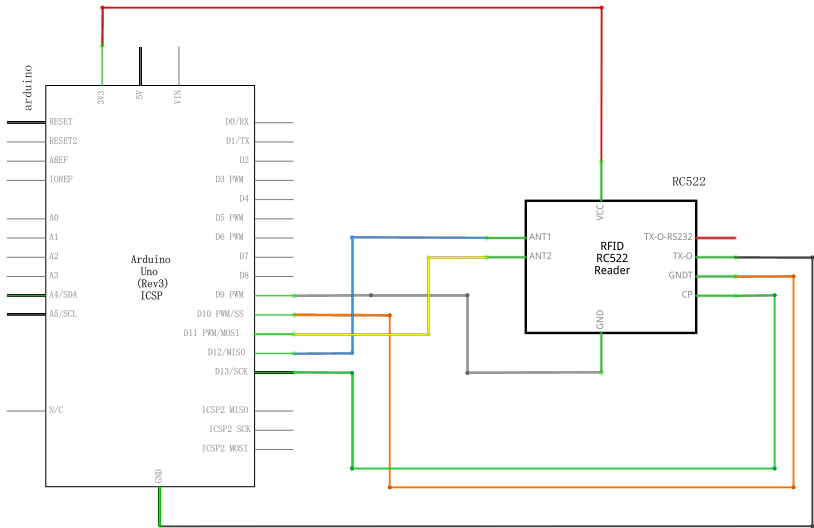 arduino
3V3
5V
VIN
RESET
RESET2
AREF
IOREF
A0
A1
A2
A3
A4/SDA
A5/SCL
N/C
Arduino
Uno
(Rev3)
ICSP
D0/RX
D1/TX
D2
D3 PWM
D4
D5 PWM
D6 PWM
D7
D8
D9 PWM
D10 PWM/SS
D11 PWM/MOSI
D12/MISO
D13/SCK
ICSP2 MISO
ICSP2 SCK
ICSP2 MOSI
GND
RC522
VCC
ANT1
ANT2
RFID
RC522
Reader
TX-O-RS232
TX-O
GNDT
CP
GND